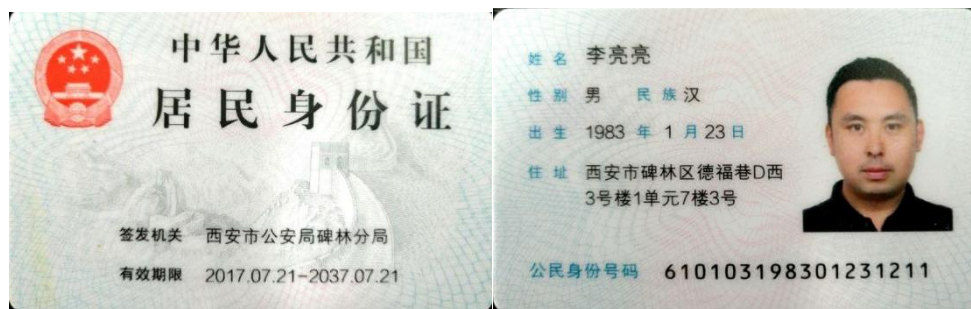 中华人民共和国
居民身份证
签发机关 西安市公安局碑林分局
有效期限 2017.07.21-2037.07.21
姓名 李亮亮
性别 男 民族 汉
出生 1983 年 1 月 23 日
住址 西安市碑林区德福巷D西
3号楼1单元7楼3号
公民身份号码 610103198301231211